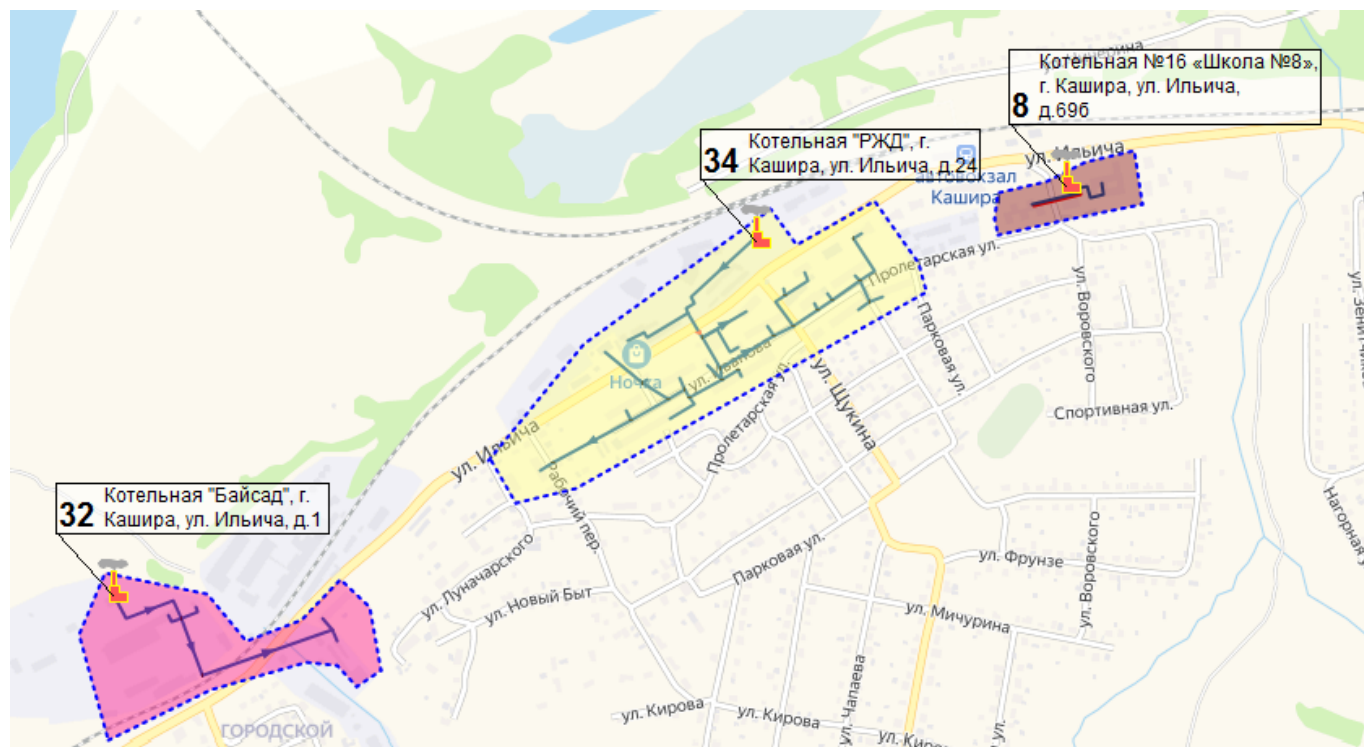 Котельная №16 «Школа №8»,
г. Кашира, ул. Ильича,
8 д.69б
Котельная "РЖД", г.
34 Кашира, ул. Ильича, д.24
ул. Ильича
автовокзал
Кашира
Пролетарская ул.
ул. Воровского
Парковая ул.
Ночка
ул. Иванова
Пролетарская ул.
ул. Щукина
Спортивная ул.
ул. Ильича
Рабочий пер.
Котельная "Байсад", г.
32 Кашира, ул. Ильича, д.1
Нагорная у
Парковая ул.
ул. Фрунзе
ул. Воровского
ул. Луначарского
ул. Новый Быт
ул. Мичурина
ул. Чапаева
ул. Кирова
ул. Кирова
ул. Киро
ул.
ГОРОДСКОЙ